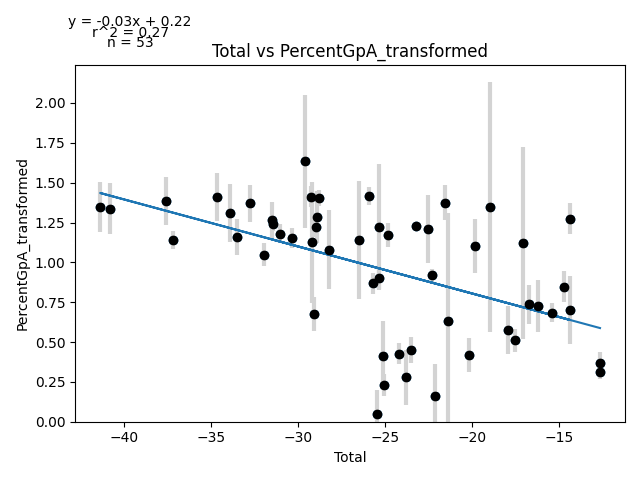 y = -0.03x + 0.22
r^2 = 0.27
n = 53
Total vs PercentGpA_transformed
PercentGpA_transformed
2.00
1.75
1.50
1.25
1.00
0.75
0.50
0.25
0.00
−40 −35 −30 −25 −20 −15
Total